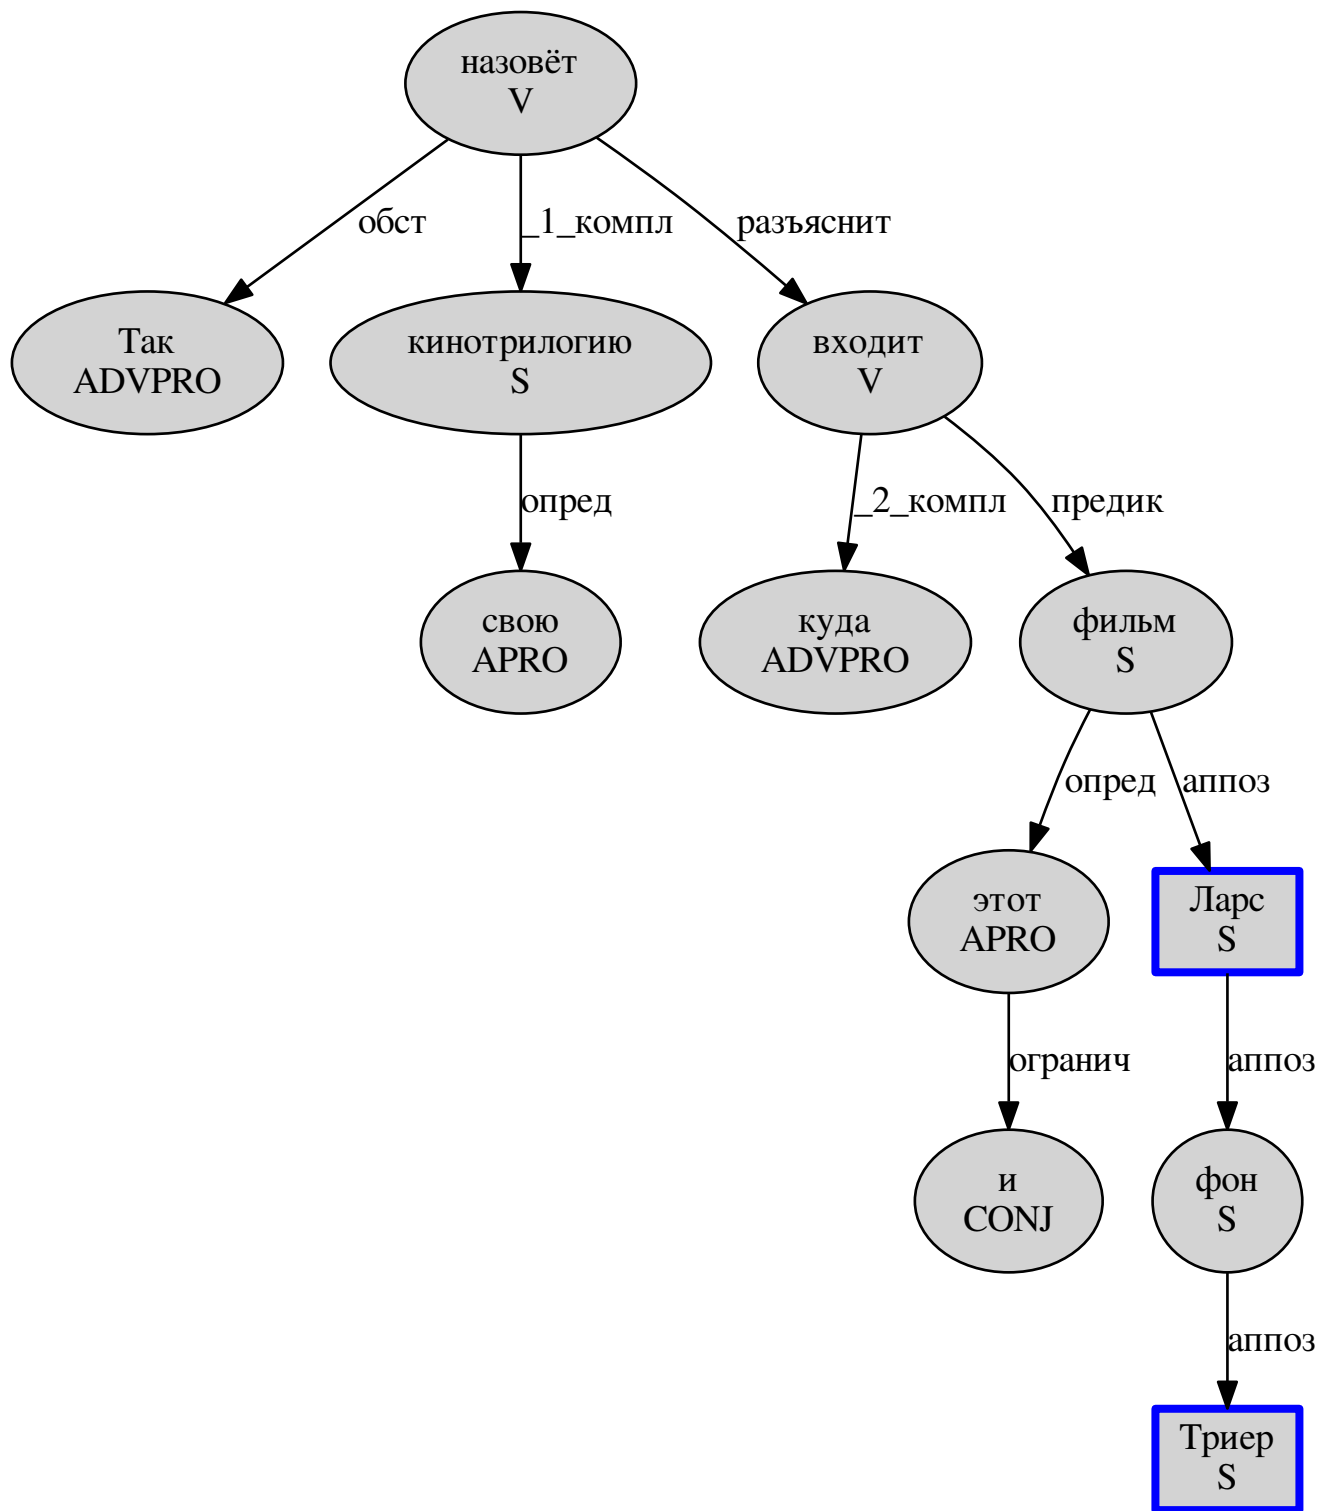 назовёт
V
обст
_1_компл
разъяснит
Так
ADVPRO
кинотрилогию
S
входит
V
опред
_2_компл
предик
свою
APRO
куда
ADVPRO
фильм
S
опред
аппоз
этот
APRO
Ларс
S
огранич
аппоз
и
CONJ
фон
S
аппоз
Триер
S